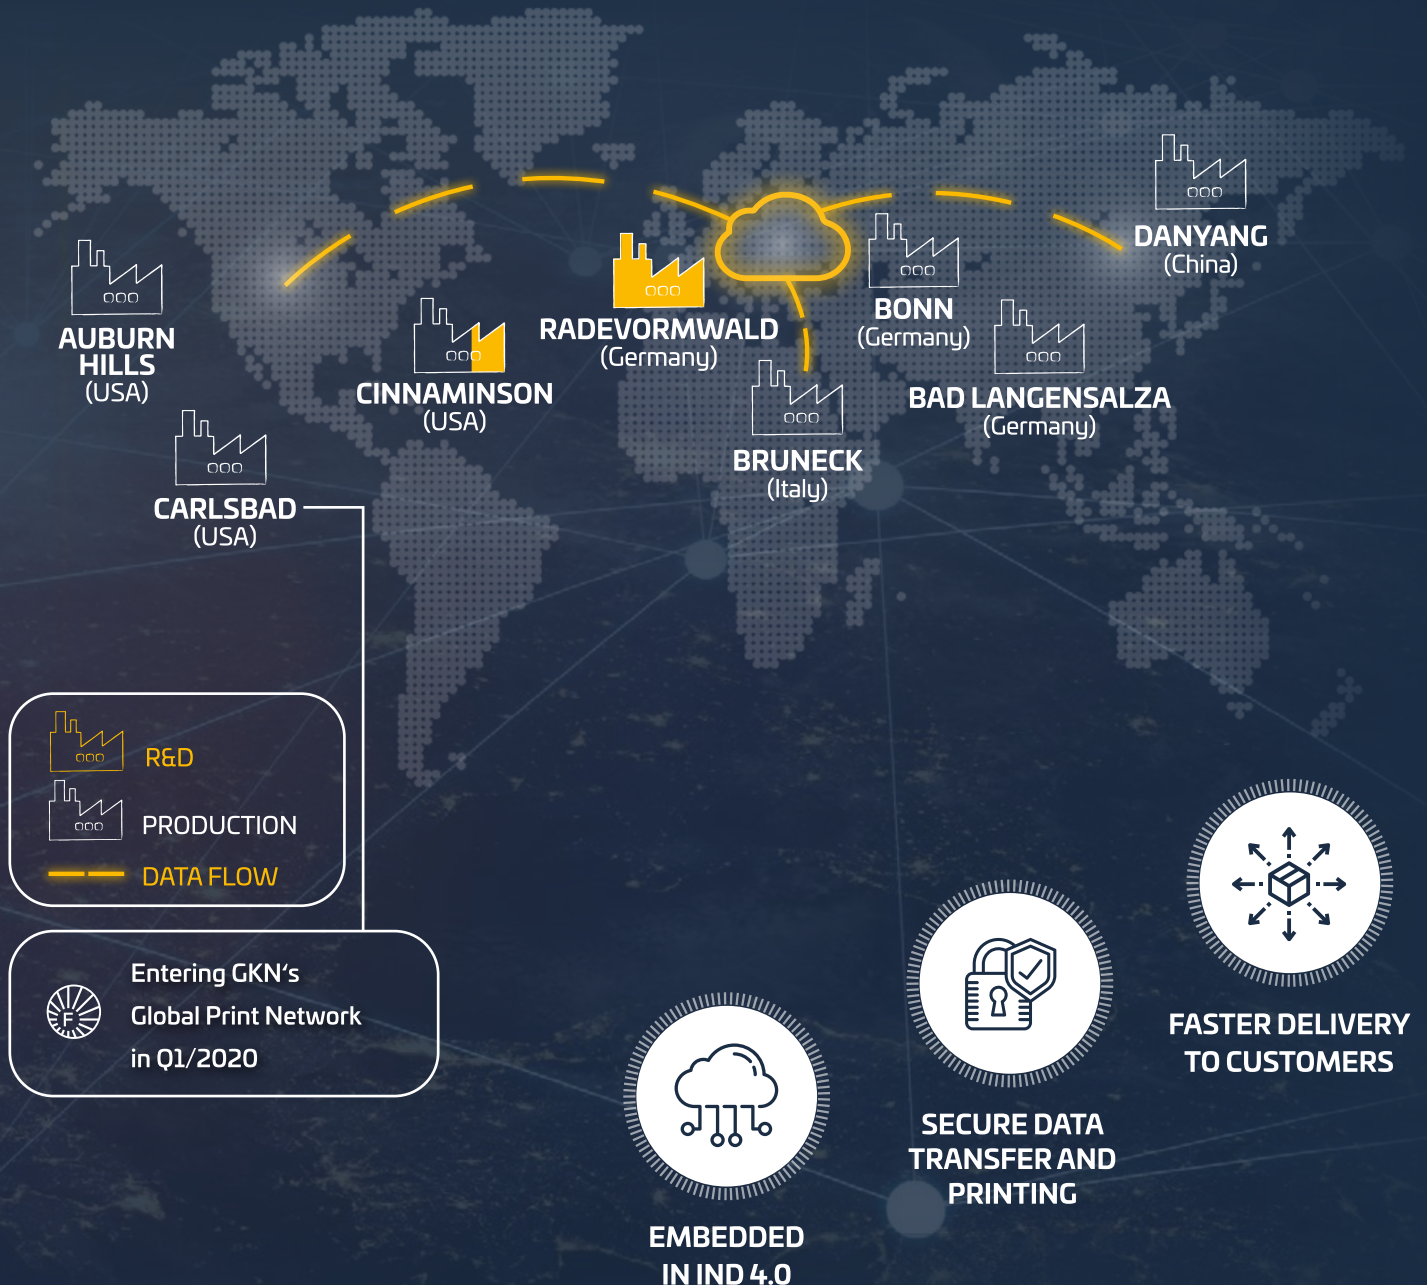 DANYANG
(China)
AUBURN
HILLS
(USA)
CINNAMINSON
(USA)
RADEVORMWALD
(Germany)
BONN
(Germany)
BAD LANGENSALZA
(Germany)
BRUNECK
(Italy)
CARLSBAD
(USA)
R&D
PRODUCTION
DATA FLOW
F
Entering GKN‘s
Global Print Network
in Q1/2020
FASTER DELIVERY
TO CUSTOMERS
SECURE DATA
TRANSFER AND
PRINTING
EMBEDDED
IN IND 4.0